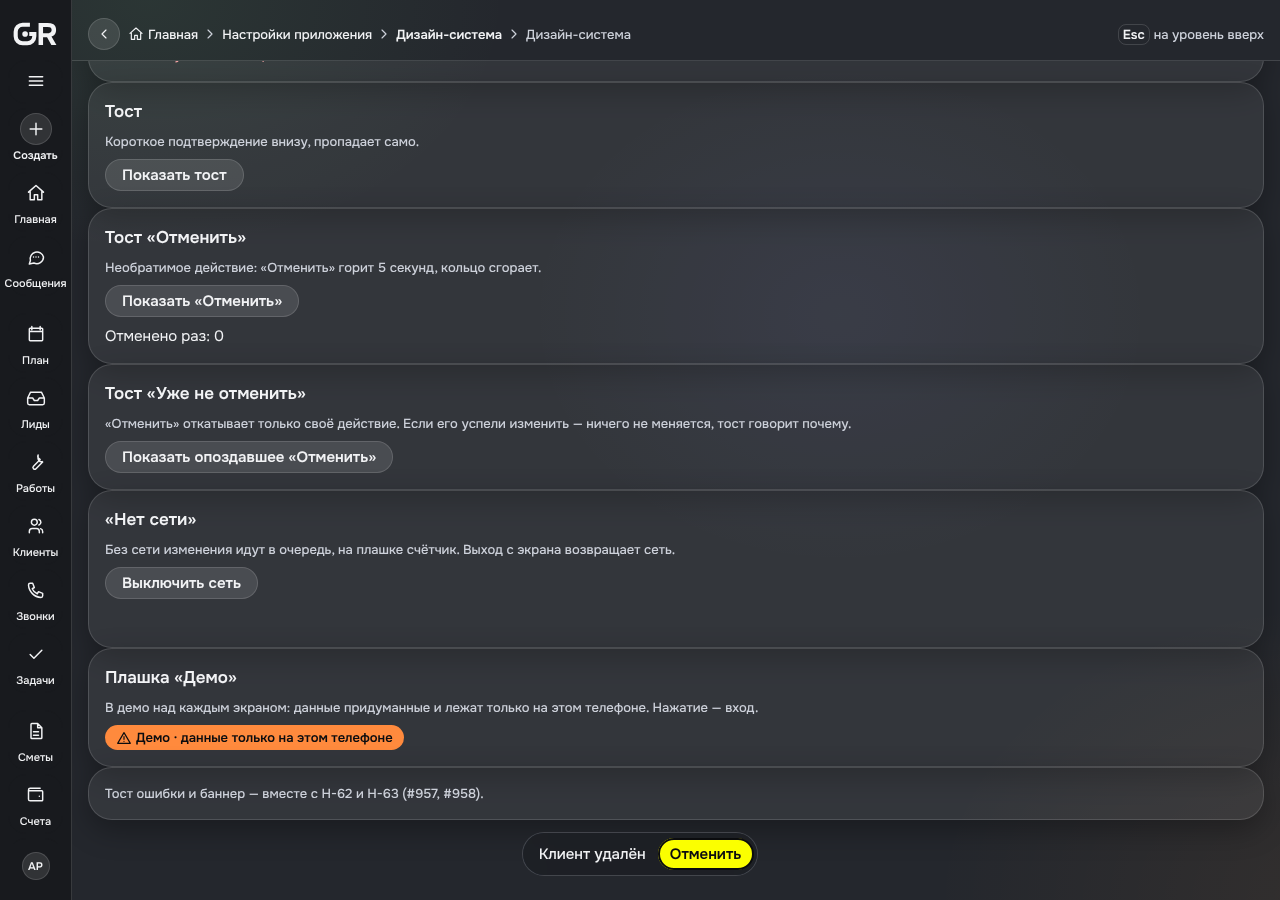 GR
Главная
Настройки приложения
Дизайн-система
Дизайн-система
Esc на уровень вверх
Создать
Главная
Сообщения
План
Лиды
Работы
Клиенты
Звонки
Задачи
Сметы
Счета
AP
Тост
Короткое подтверждение внизу, пропадает само.
Показать тост
Тост «Отменить»
Необратимое действие: «Отменить» горит 5 секунд, кольцо сгорает.
Показать «Отменить»
Отменено раз: 0
Тост «Уже не отменить»
«Отменить» откатывает только своё действие. Если его успели изменить — ничего не меняется, тост говорит почему.
Показать опоздавшее «Отменить»
«Нет сети»
Без сети изменения идут в очередь, на плашке счётчик. Выход с экрана возвращает сеть.
Выключить сеть
Плашка «Демо»
В демо над каждым экраном: данные придуманные и лежат только на этом телефоне. Нажатие — вход.
Демо · данные только на этом телефоне
Тост ошибки и баннер — вместе с Н-62 и Н-63 (#957, #958).
Клиент удалён
Отменить